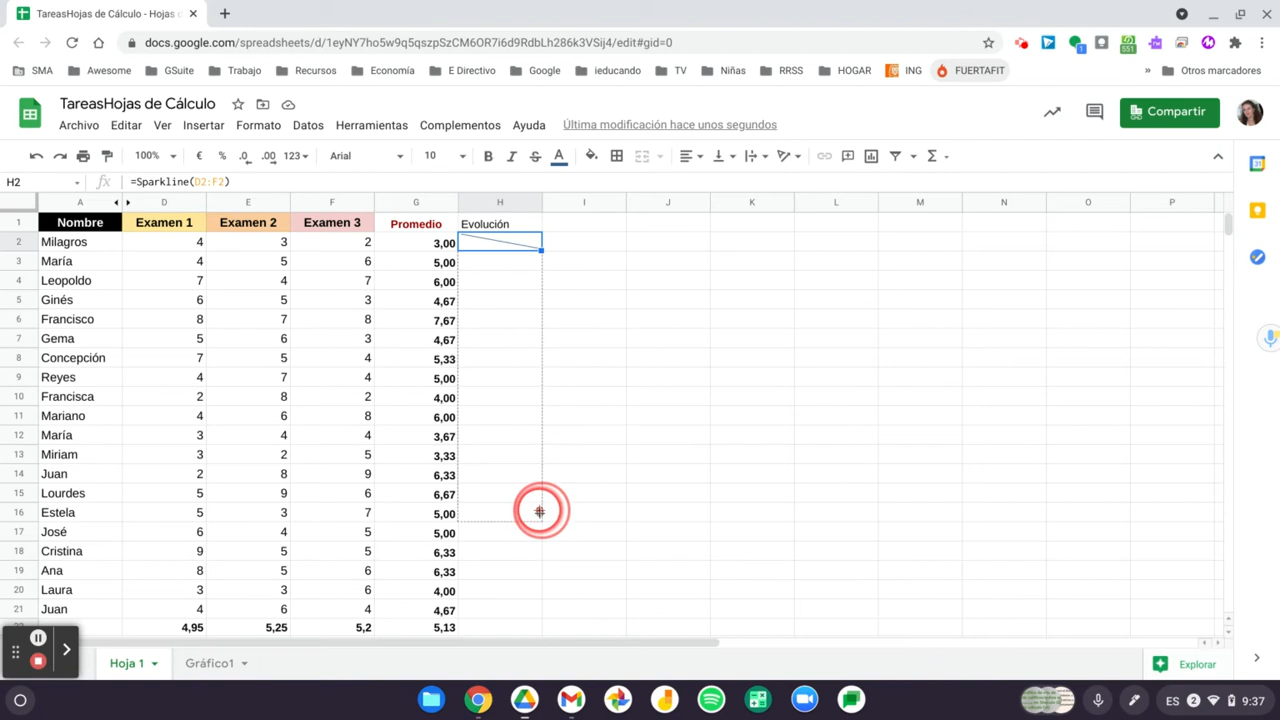 TareasHojas de Cálculo - Hojas d
docs.google.com/spreadsheets/d/1eyNY7ho5w9q5qszpSzCM6OR7i6d9RdbLh286k3VSij4/edit#gid=0
SMA Awesome GSuite Trabajo Recursos Economía E Directivo Google ieducando TV Niñas RRSS HOGAR ING FUERTAFIT » Otros marcadores
TareasHojas de Cálculo
Compartir
Archivo Editar Ver Insertar Formato Datos Herramientas Complementos Ayuda Última modificación hace unos segundos
100% € % .0 .00 123 Arial 10 B I S A Σ
H2 fx =Sparkline(D2:F2)
A D E F G H I J K L M N O P
1 Nombre Examen 1 Examen 2 Examen 3 Promedio Evolución
2 Milagros 4 3 2 3,00
3 María 4 5 6 5,00
4 Leopoldo 7 4 7 6,00
5 Ginés 6 5 3 4,67
6 Francisco 8 7 8 7,67
7 Gema 5 6 3 4,67
8 Concepción 7 5 4 5,33
9 Reyes 4 7 4 5,00
10 Francisca 2 8 2 4,00
11 Mariano 4 6 8 6,00
12 María 3 4 4 3,67
13 Miriam 3 2 5 3,33
14 Juan 2 8 9 6,33
15 Lourdes 5 9 6 6,67
16 Estela 5 3 7 5,00
17 José 6 4 5 5,00
18 Cristina 9 5 5 6,33
19 Ana 8 5 6 6,33
20 Laura 3 3 6 4,00
21 Juan 4 6 4 4,67
4,95 5,25 5,2 5,13
Hoja 1 Gráfico1 Explorar
ES 2 9:37